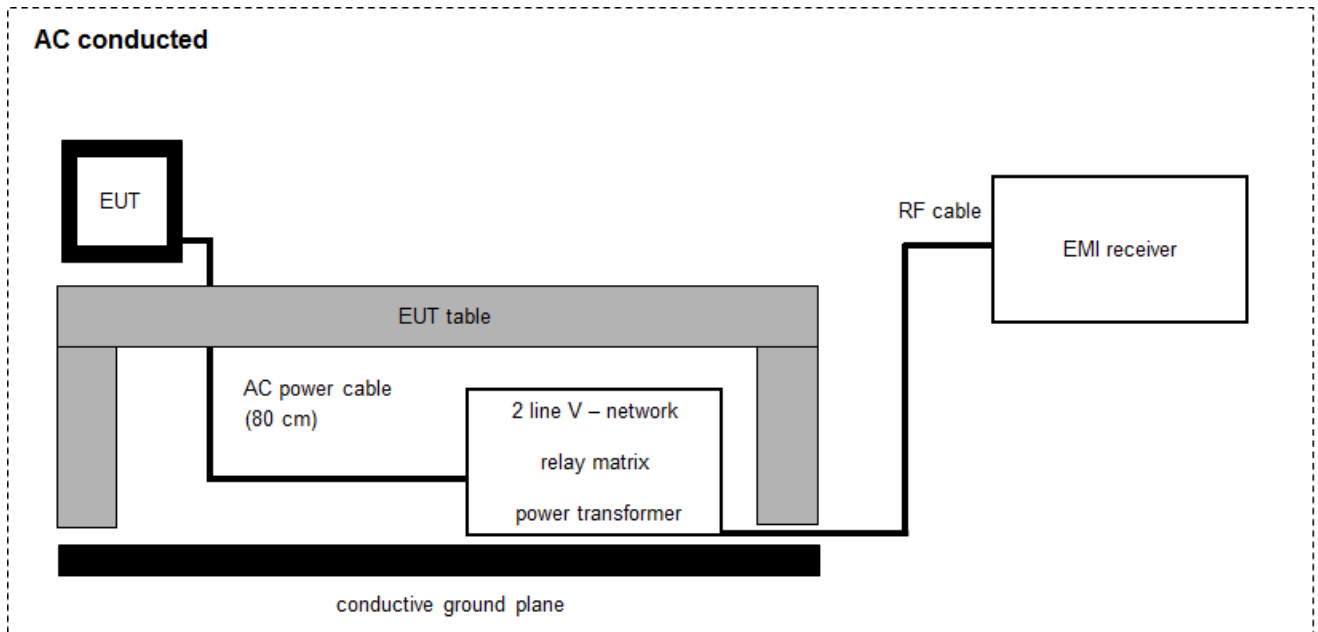 AC conducted
EUT
RF cable
EMI receiver
EUT table
AC power cable
(80 cm)
2 line V – network
relay matrix
power transformer
conductive ground plane